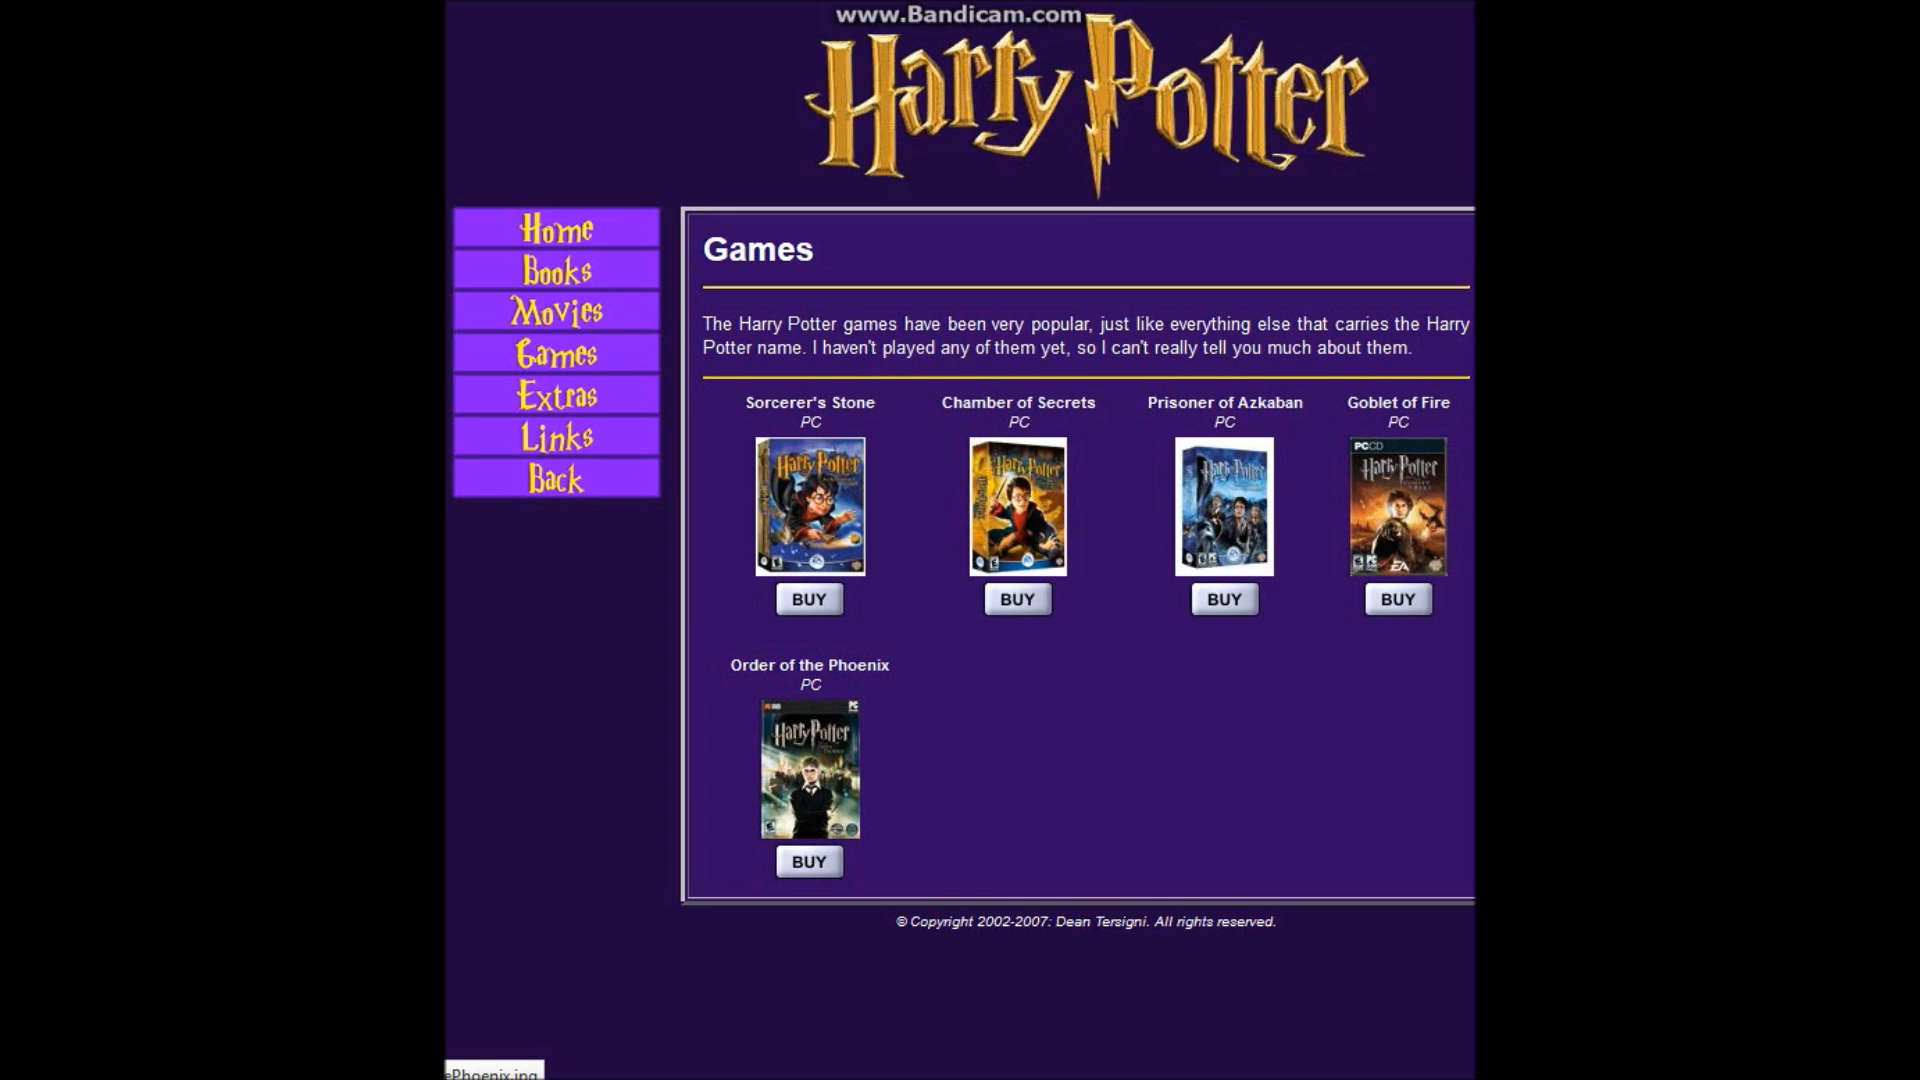 www.Bandicam.com
Harry Potter
Home
Books
Movies
Games
Extras
Links
Back
Games
The Harry Potter games have been very popular, just like everything else that carries the Harry
Potter name. I haven't played any of them yet, so I can't really tell you much about them.
Sorcerer's Stone
PC
Harry Potter
BUY
Chamber of Secrets
PC
Harry Potter
BUY
Prisoner of Azkaban
PC
Harry Potter
BUY
Goblet of Fire
PC
PC CD
Harry Potter
EA
BUY
Order of the Phoenix
PC
PC
Harry Potter
BUY
© Copyright 2002-2007: Dean Tersigni. All rights reserved.
ePhoenix.jpg